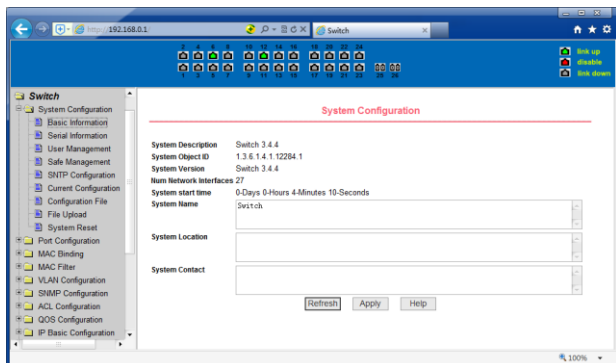 http://192.168.0.1
Switch
2 4 6 8 10 12 14 16 18 20 22 24
1 3 5 7 9 11 13 15 17 19 21 23 25 26
link up
disable
link down
Switch
System Configuration
Basic Information
Serial Information
User Management
Safe Management
SNTP Configuration
Current Configuration
Configuration File
File Upload
System Reset
Port Configuration
MAC Binding
MAC Filter
VLAN Configuration
SNMP Configuration
ACL Configuration
QOS Configuration
IP Basic Configuration
System Configuration
System Description Switch 3.4.4
System Object ID 1.3.6.1.4.1.12284.1
System Version Switch 3.4.4
Num Network Interfaces 27
System start time 0-Days 0-Hours 4-Minutes 10-Seconds
System Name Switch
System Location
System Contact
Refresh Apply Help
100%